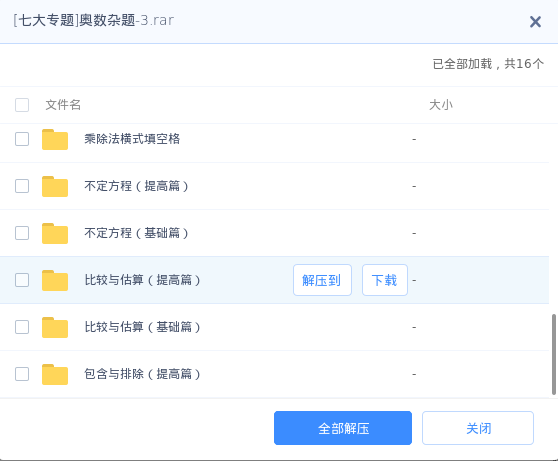 [七大专题]奥数杂题-3.rar
已全部加载，共16个
文件名 大小
乘除法横式填空格 -
不定方程（提高篇） -
不定方程（基础篇） -
比较与估算（提高篇） 解压到 下载 -
比较与估算（基础篇） -
包含与排除（提高篇） -
全部解压 关闭